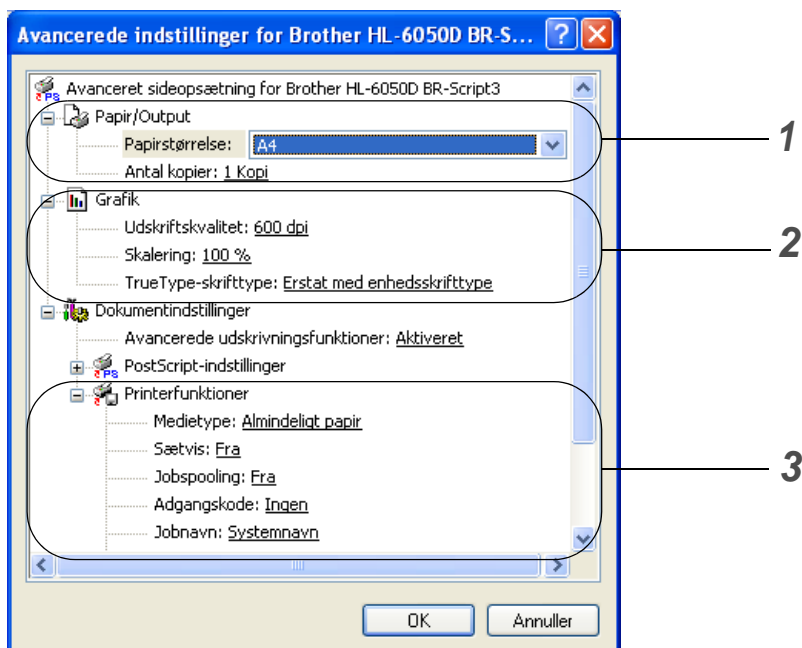 Avancerede indstillinger for Brother HL-6050D BR-S...
Avanceret sideopsætning for Brother HL-6050D BR-Script3
Papir/Output
Papirstørrelse: A4
Antal kopier: 1 Kopi
1
Grafik
Udskriftskvalitet: 600 dpi
Skalering: 100 %
TrueType-skrifttype: Erstat med enhedsskrifttype
2
Dokumentindstillinger
Avancerede udskrivningsfunktioner: Aktiveret
PostScript-indstillinger
Printerfunktioner
Medietype: Almindeligt papir
Sætvis: Fra
Jobspooling: Fra
Adgangskode: Ingen
Jobnavn: Systemnavn
3
OK
Annuller